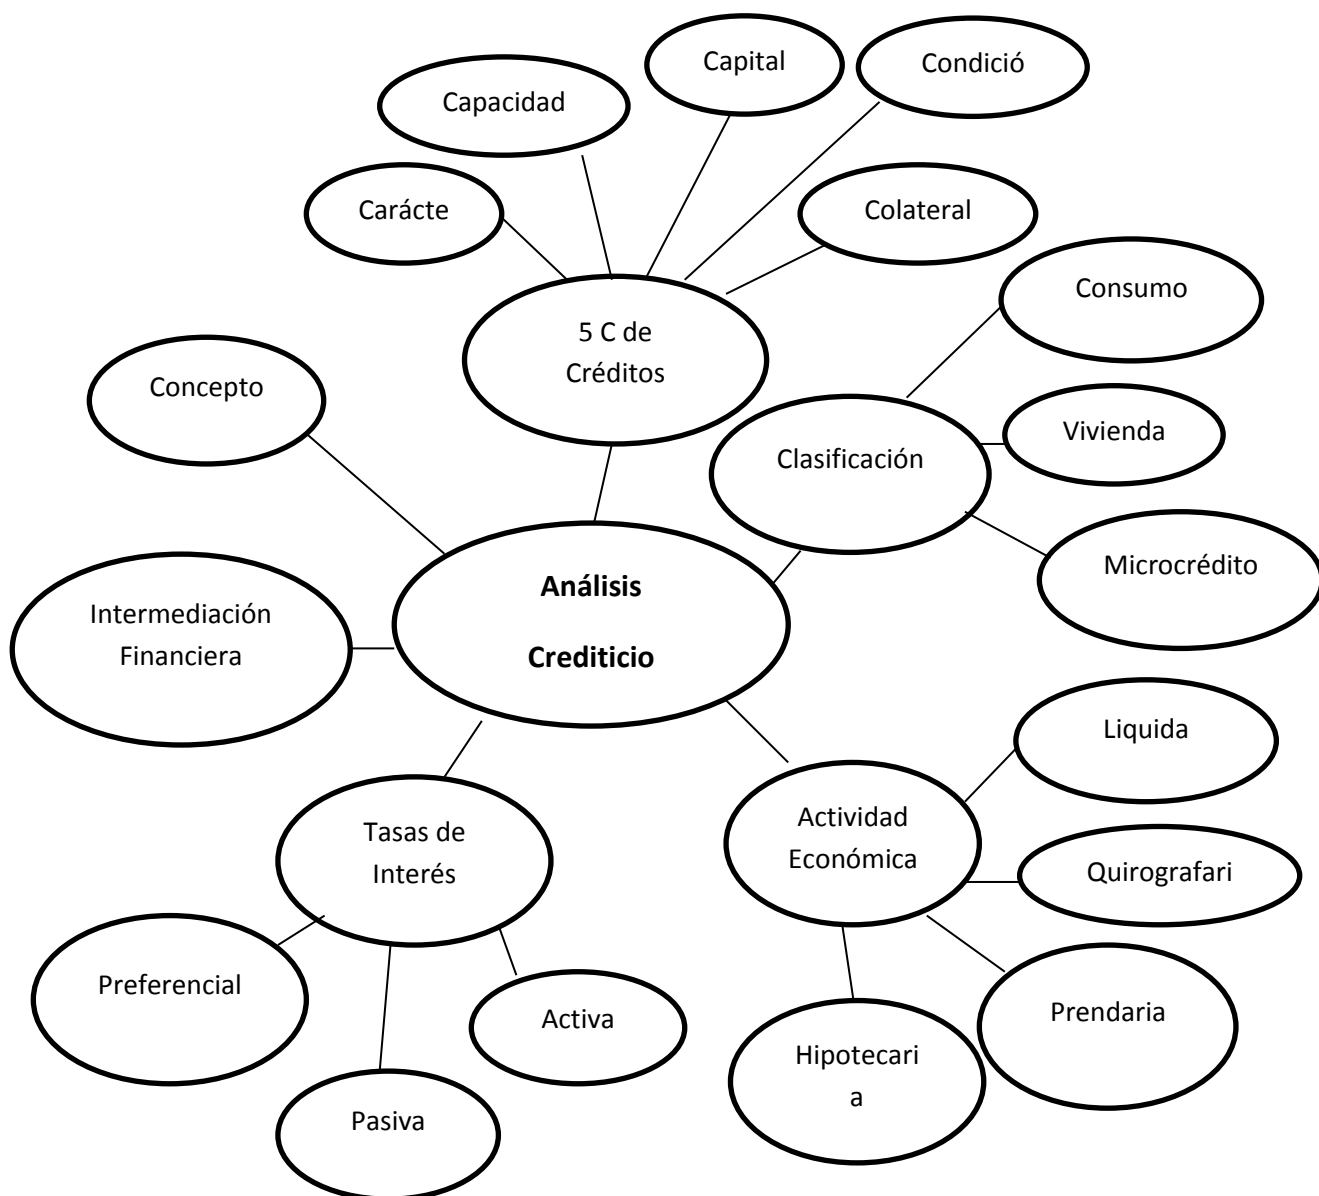 Capital
Condició
Capacidad
Carácte
Colateral
Consumo
5 C de
Créditos
Concepto
Vivienda
Clasificación
Análisis
Crediticio
Microcrédito
Intermediación
Financiera
Liquida
Actividad
Económica
Tasas de
Interés
Quirografari
Preferencial
Activa
Prendaria
Hipotecari
a
Pasiva